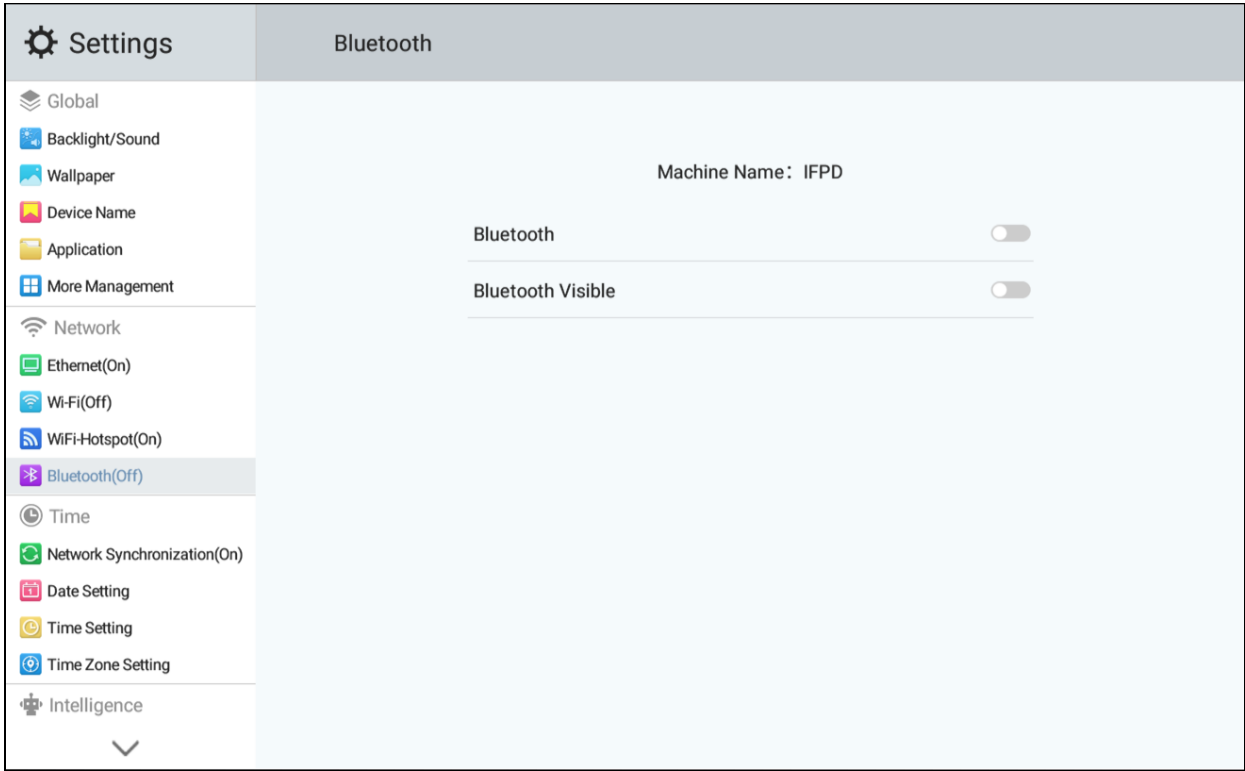 Settings
Bluetooth
Global
Backlight/Sound
Wallpaper
Device Name
Application
More Management
Network
Ethernet(On)
Wi-Fi(Off)
WiFi-Hotspot(On)
Bluetooth(Off)
Time
Network Synchronization(On)
Date Setting
Time Setting
Time Zone Setting
Intelligence
Machine Name：IFPD
Bluetooth
Bluetooth Visible